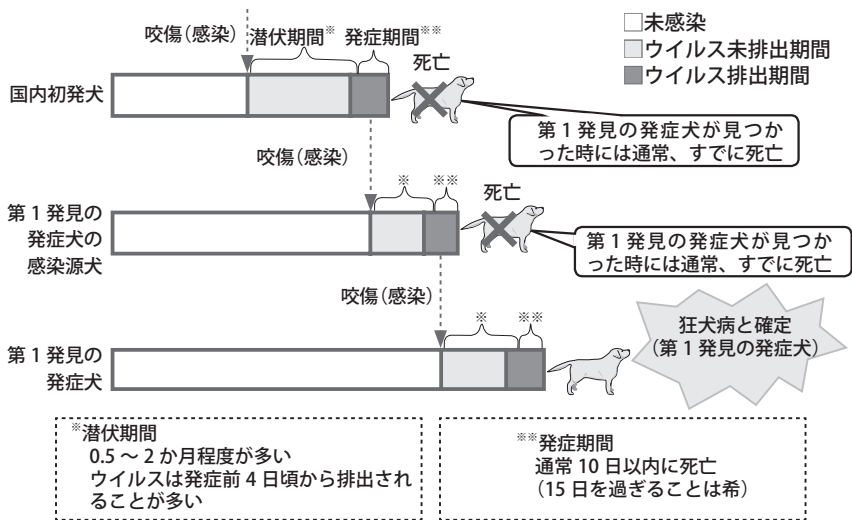 咬傷（感染）
潜伏期間※
発症期間※※
未感染
ウイルス未排出期間
ウイルス排出期間
国内初発犬
死亡
第１発見の発症犬が見つか
った時には通常、すでに死亡
咬傷（感染）
※
※※
死亡
第１発見の
発症犬の
感染源犬
第１発見の発症犬が見つか
った時には通常、すでに死亡
咬傷（感染）
※
※※
狂犬病と確定
（第１発見の発症犬）
第１発見の
発症犬
※潜伏期間
0.5 ～ 2 か月程度が多い
ウイルスは発症前 4 日頃から排出され
ることが多い
※※発症期間
通常 10 日以内に死亡
（15 日を過ぎることは希）